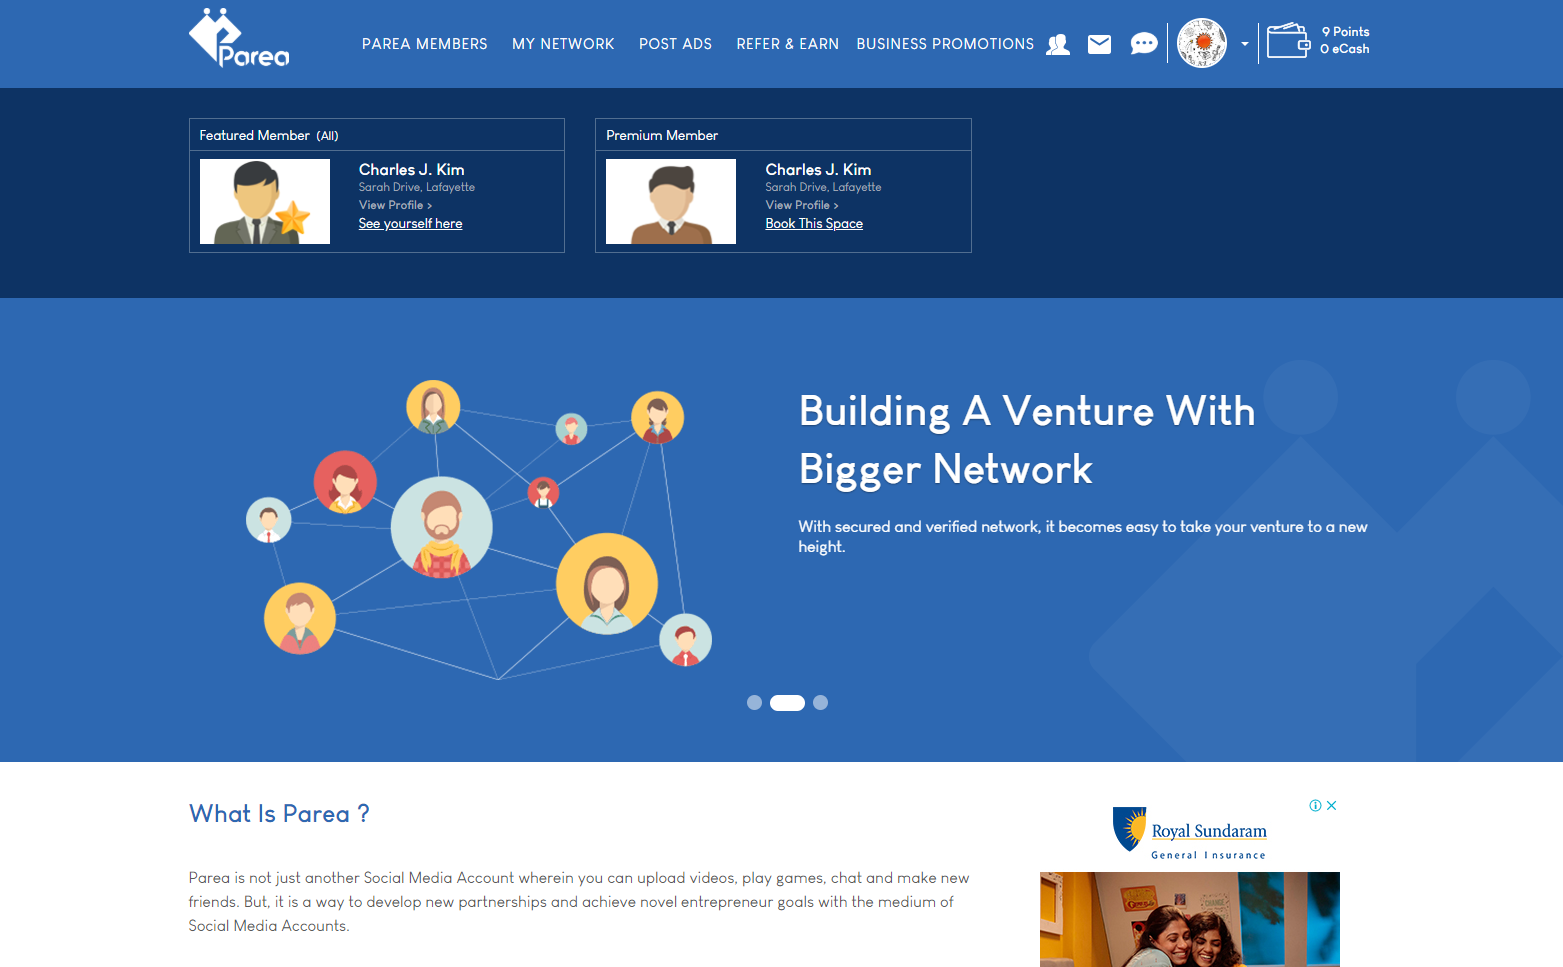 Parea
PAREA MEMBERS
MY NETWORK
POST ADS
REFER & EARN
BUSINESS PROMOTIONS
9 Points
0 eCash
Featured Member (All)
Charles J. Kim
Sarah Drive, Lafayette
View Profile >
See yourself here
Premium Member
Charles J. Kim
Sarah Drive, Lafayette
View Profile >
Book This Space
Building A Venture With
Bigger Network
With secured and verified network, it becomes easy to take your venture to a new
height.
What Is Parea ?
Parea is not just another Social Media Account wherein you can upload videos, play games, chat and make new
friends. But, it is a way to develop new partnerships and achieve novel entrepreneur goals with the medium of
Social Media Accounts.
Royal Sundaram
General Insurance